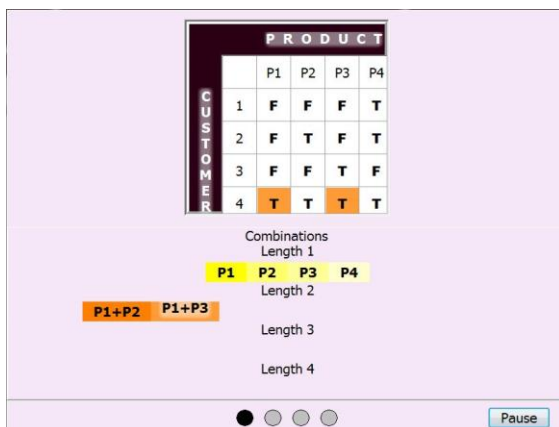 PRODUCT
CUSTOMER
P1 P2 P3 P4
1 F F F T
2 F T F T
3 F F T F
4 T T T T
Combinations
Length 1
P1 P2 P3 P4
Length 2
P1+P2 P1+P3
Length 3
Length 4
Pause